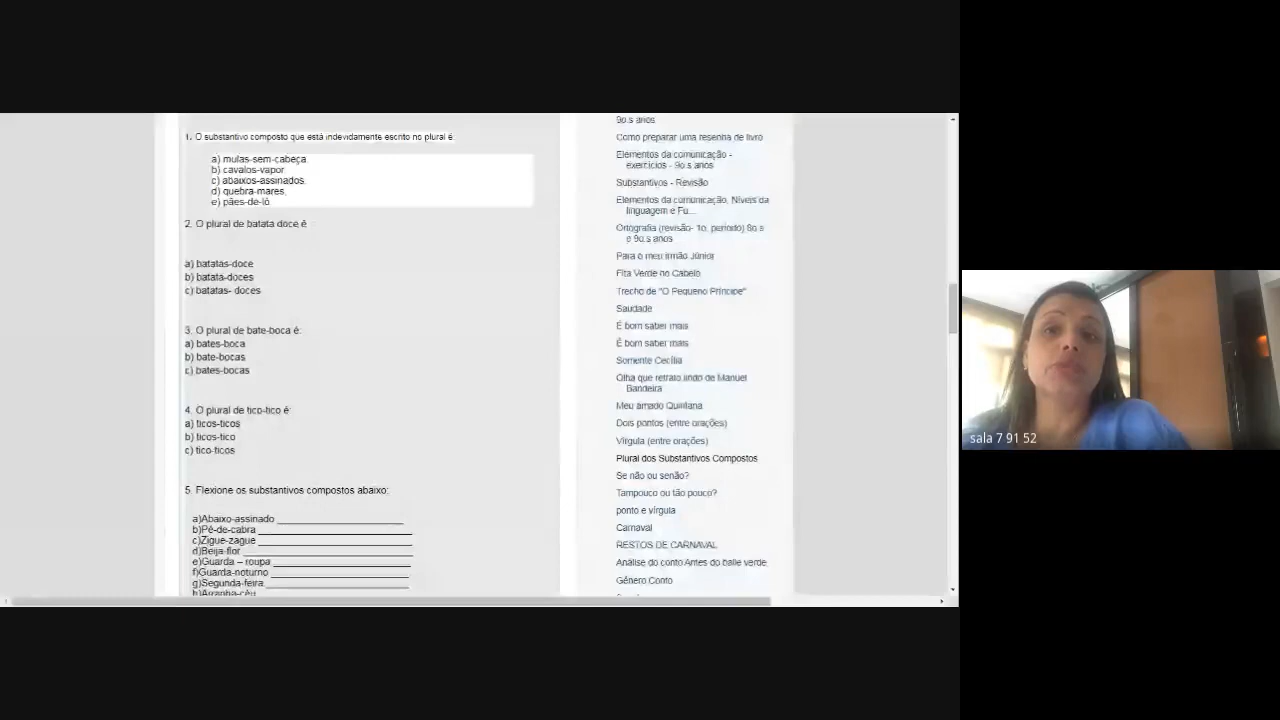 1. O substantivo composto que está indevidamente escrito no plural é:
a) mulas-sem-cabeça
b) cavalos-vapor
c) abaixos-assinados
d) quebra-mares
e) pães-de-ló
2. O plural de batata doce é
a) batatas-doce
b) batata-doces
c) batatas- doces
3. O plural de bate-boca é:
a) bates-boca
b) bate-bocas
c) bates-bocas
4. O plural de tico-tico é:
a) ticos-ticos
b) ticos-tico
c) tico-ticos
5. Flexione os substantivos compostos abaixo:
a)Abaixo-assinado
b)Pé-de-cabra
c)Zigue-zague
d)Beija-flor
e)Guarda – roupa
f)Guarda-noturno
g)Segunda-feira
h)Arranha-céu
9o.s anos
Como preparar uma resenha de livro
Elementos da comunicação -
exercícios - 9o.s anos
Substantivos - Revisão
Elementos da comunicação, Níveis da
linguagem e Fu...
Ortografia (revisão- 1o. período) 8o.s
e 9o.s anos
Para o meu irmão Júnior
Fita Verde no Cabelo
Trecho de "O Pequeno Príncipe"
Saudade
É bom saber mais
É bom saber mais
Somente Cecília
Olha que retrato lindo de Manuel
Bandeira
Meu amado Quintana
Dois pontos (entre orações)
Vírgula (entre orações)
Plural dos Substantivos Compostos
Se não ou senão?
Tampouco ou tão pouco?
ponto e vírgula
Carnaval
RESTOS DE CARNAVAL
Análise do conto Antes do baile verde
Gênero Conto
sala 7 91 52